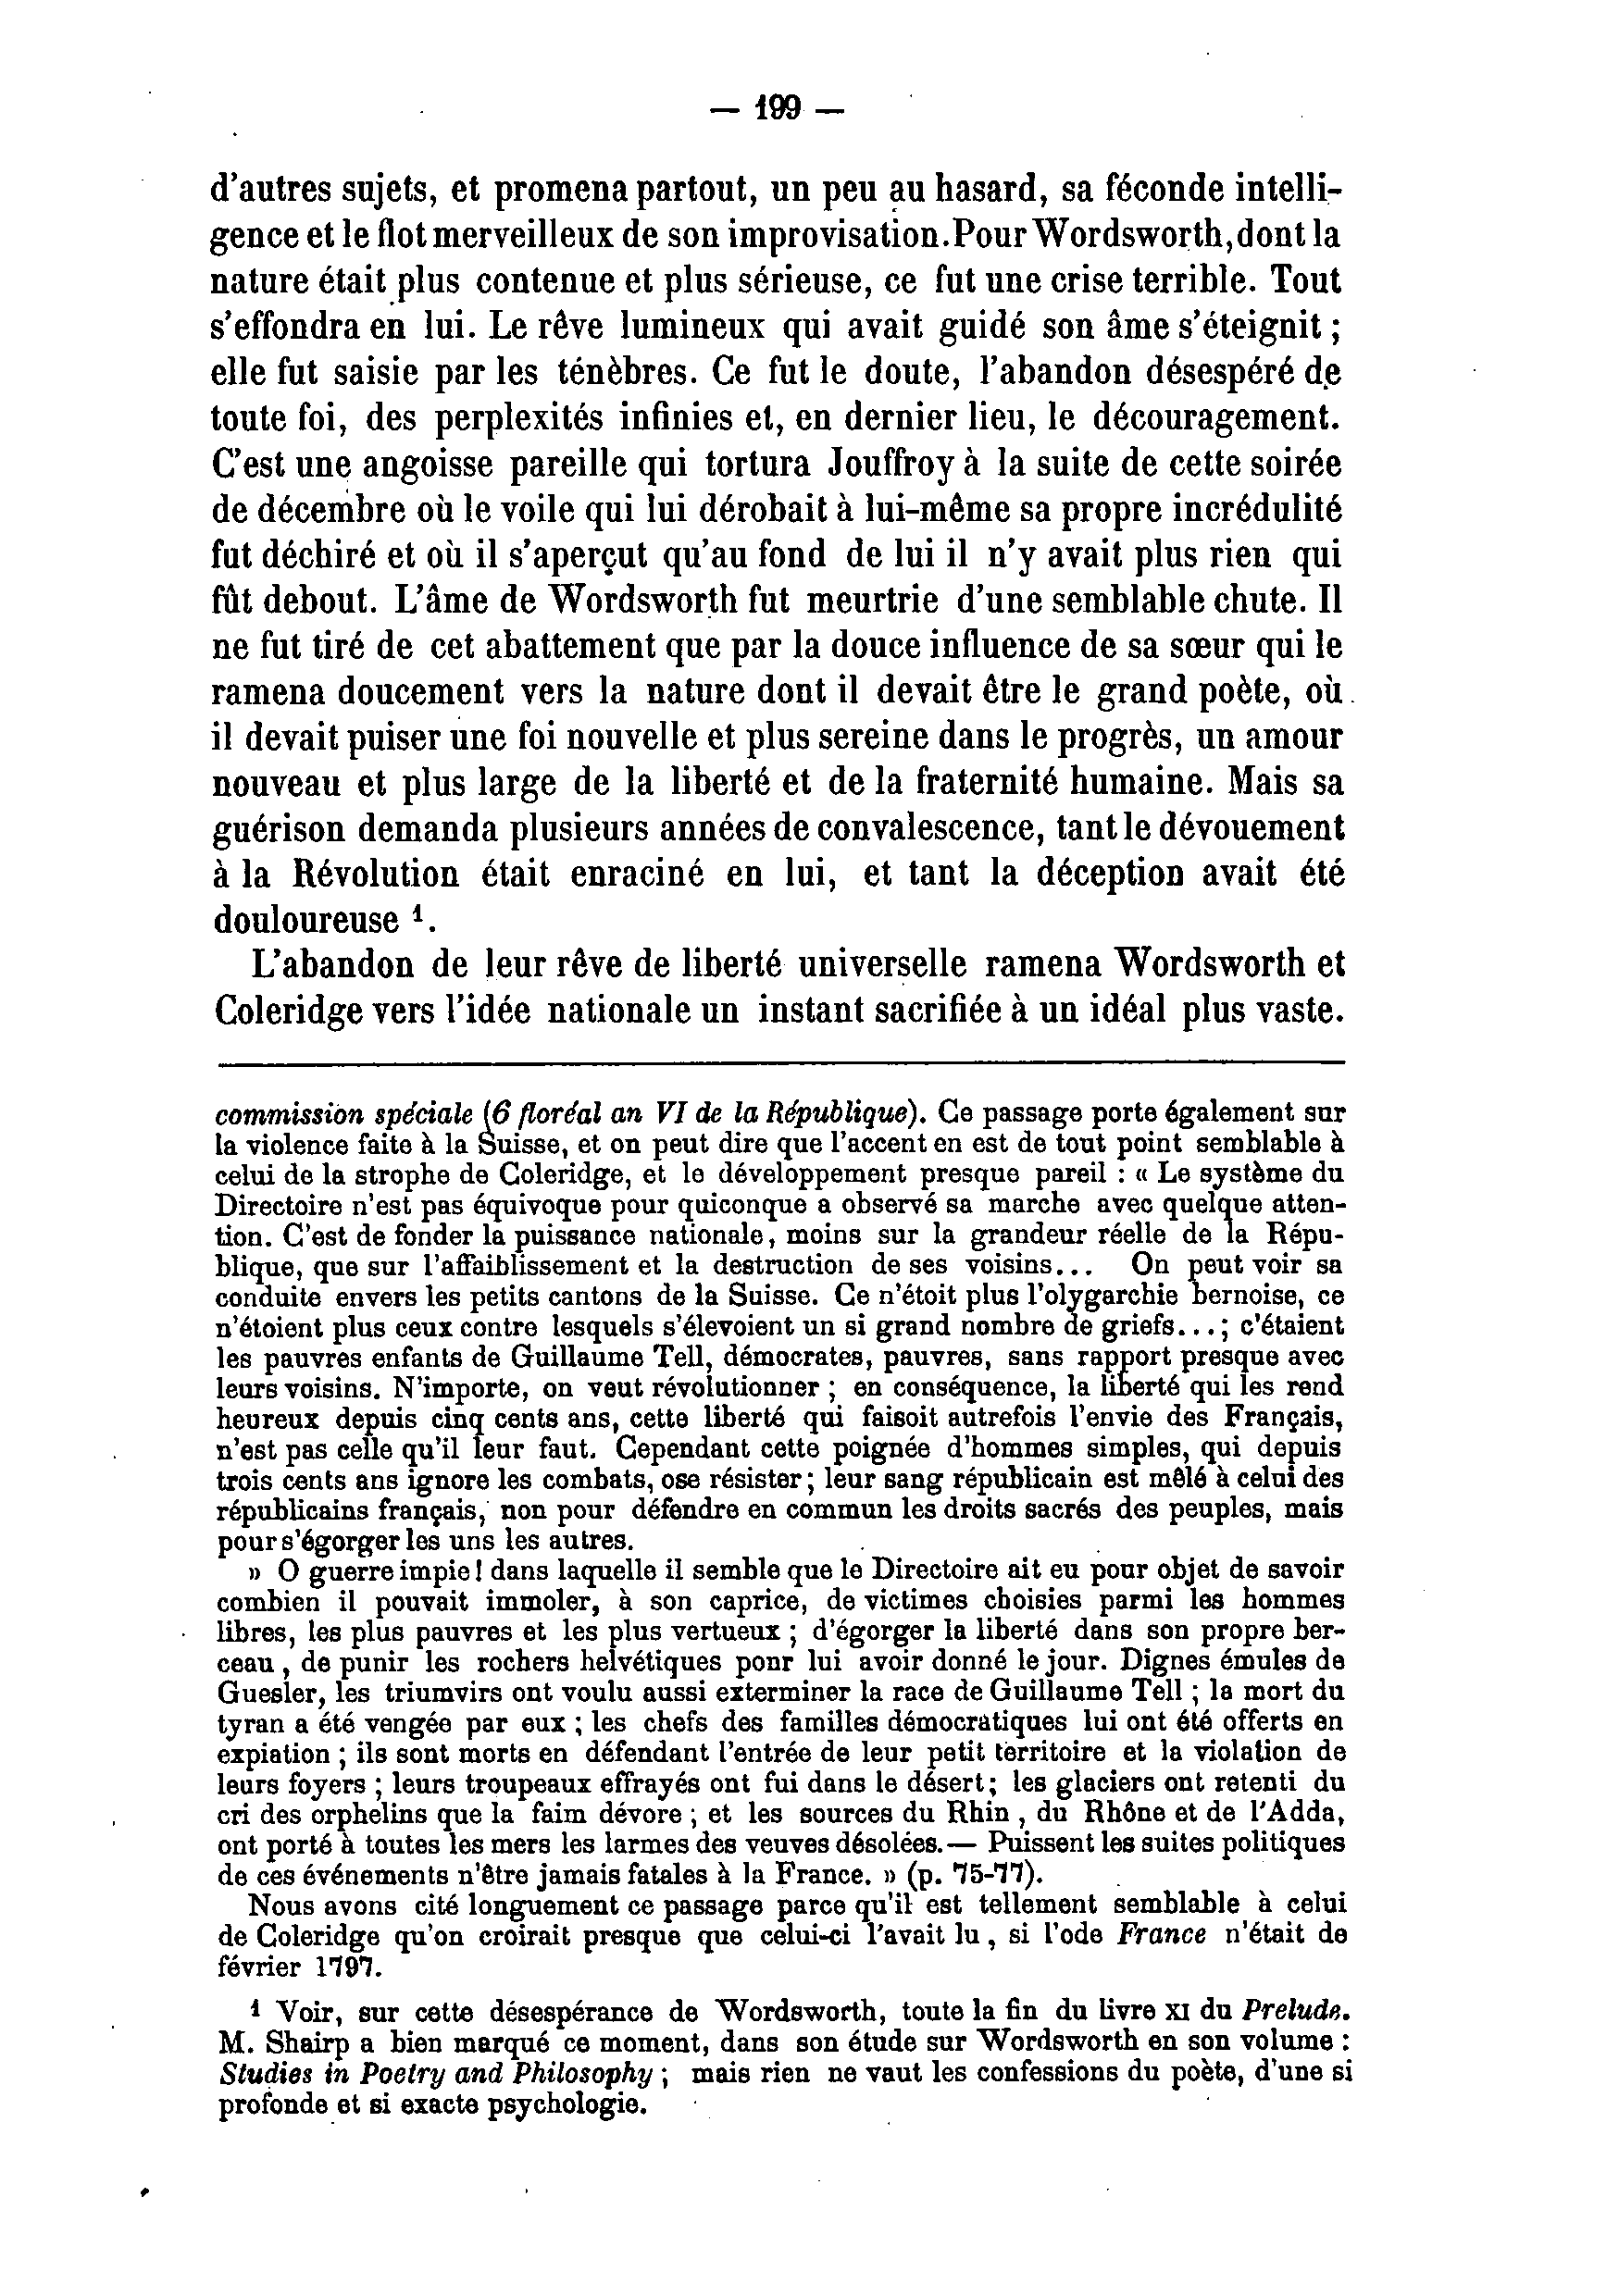 — 199 —
d'autres sujets, et promena partout, un peu au hasard, sa féconde intelli-
gence et le flot merveilleux de son improvisation. Pour Wordsworth, dont la
nature était plus contenue et plus sérieuse, ce fut une crise terrible. Tout
s'effondra en lui. Le rêve lumineux qui avait guidé son âme s'éteignit ;
elle fut saisie par les ténèbres. Ce fut le doute, l'abandon désespéré de
toute foi, des perplexités infinies et, en dernier lieu, le découragement.
C'est une angoisse pareille qui tortura Jouffroy à la suite de cette soirée
de décembre où le voile qui lui dérobait à lui-même sa propre incrédulité
fut déchiré et où il s'aperçut qu'au fond de lui il n'y avait plus rien qui
fût debout. L'âme de Wordsworth fut meurtrie d'une semblable chute. Il
ne fut tiré de cet abattement que par la douce influence de sa sœur qui le
ramena doucement vers la nature dont il devait être le grand poète, où
il devait puiser une foi nouvelle et plus sereine dans le progrès, un amour
nouveau et plus large de la liberté et de la fraternité humaine. Mais sa
guérison demanda plusieurs années de convalescence, tant le dévouement
à la Révolution était enraciné en lui, et tant la déception avait été
douloureuse ¹.
L'abandon de leur rêve de liberté universelle ramena Wordsworth et
Coleridge vers l'idée nationale un instant sacrifiée à un idéal plus vaste.
commission spéciale (6 floréal an VI de la République). Ce passage porte également sur
la violence faite à la Suisse, et on peut dire que l'accent en est de tout point semblable à
celui de la strophe de Coleridge, et le développement presque pareil : « Le système du
Directoire n'est pas équivoque pour quiconque a observé sa marche avec quelque atten-
tion. C'est de fonder la puissance nationale, moins sur la grandeur réelle de la Répu-
blique, que sur l'affaiblissement et la destruction de ses voisins... On peut voir sa
conduite envers les petits cantons de la Suisse. Ce n'étoit plus l'olygarchie bernoise, ce
n'étoient plus ceux contre lesquels s'élevoient un si grand nombre de griefs...; c'étaient
les pauvres enfants de Guillaume Tell, démocrates, pauvres, sans rapport presque avec
leurs voisins. N'importe, on veut révolutionner ; en conséquence, la liberté qui les rend
heureux depuis cinq cents ans, cette liberté qui faisoit autrefois l'envie des Français,
n'est pas celle qu'il leur faut. Cependant cette poignée d'hommes simples, qui depuis
trois cents ans ignore les combats, ose résister ; leur sang républicain est mêlé à celui des
républicains français, non pour défendre en commun les droits sacrés des peuples, mais
pour s'égorger les uns les autres.
» O guerre impie! dans laquelle il semble que le Directoire ait eu pour objet de savoir
combien il pouvait immoler, à son caprice, de victimes choisies parmi les hommes
libres, les plus pauvres et les plus vertueux ; d'égorger la liberté dans son propre ber-
ceau, de punir les rochers helvétiques ponr lui avoir donné le jour. Dignes émules de
Guesler, les triumvirs ont voulu aussi exterminer la race de Guillaume Tell ; la mort du
tyran a été vengée par eux ; les chefs des familles démocratiques lui ont été offerts en
expiation ; ils sont morts en défendant l'entrée de leur petit territoire et la violation de
leurs foyers ; leurs troupeaux effrayés ont fui dans le désert; les glaciers ont retenti du
cri des orphelins que la faim dévore ; et les sources du Rhin, du Rhône et de l'Adda,
ont porté à toutes les mers les larmes des veuves désolées.— Puissent les suites politiques
de ces événements n'être jamais fatales à la France. » (p. 75-77).
Nous avons cité longuement ce passage parce qu'il est tellement semblable à celui
de Coleridge qu'on croirait presque que celui-ci l'avait lu, si l'ode France n'était de
février 1797.
¹ Voir, sur cette désespérance de Wordsworth, toute la fin du livre XI du Prelude.
M. Shairp a bien marqué ce moment, dans son étude sur Wordsworth en son volume :
Studies in Poetry and Philosophy ; mais rien ne vaut les confessions du poète, d'une si
profonde et si exacte psychologie.